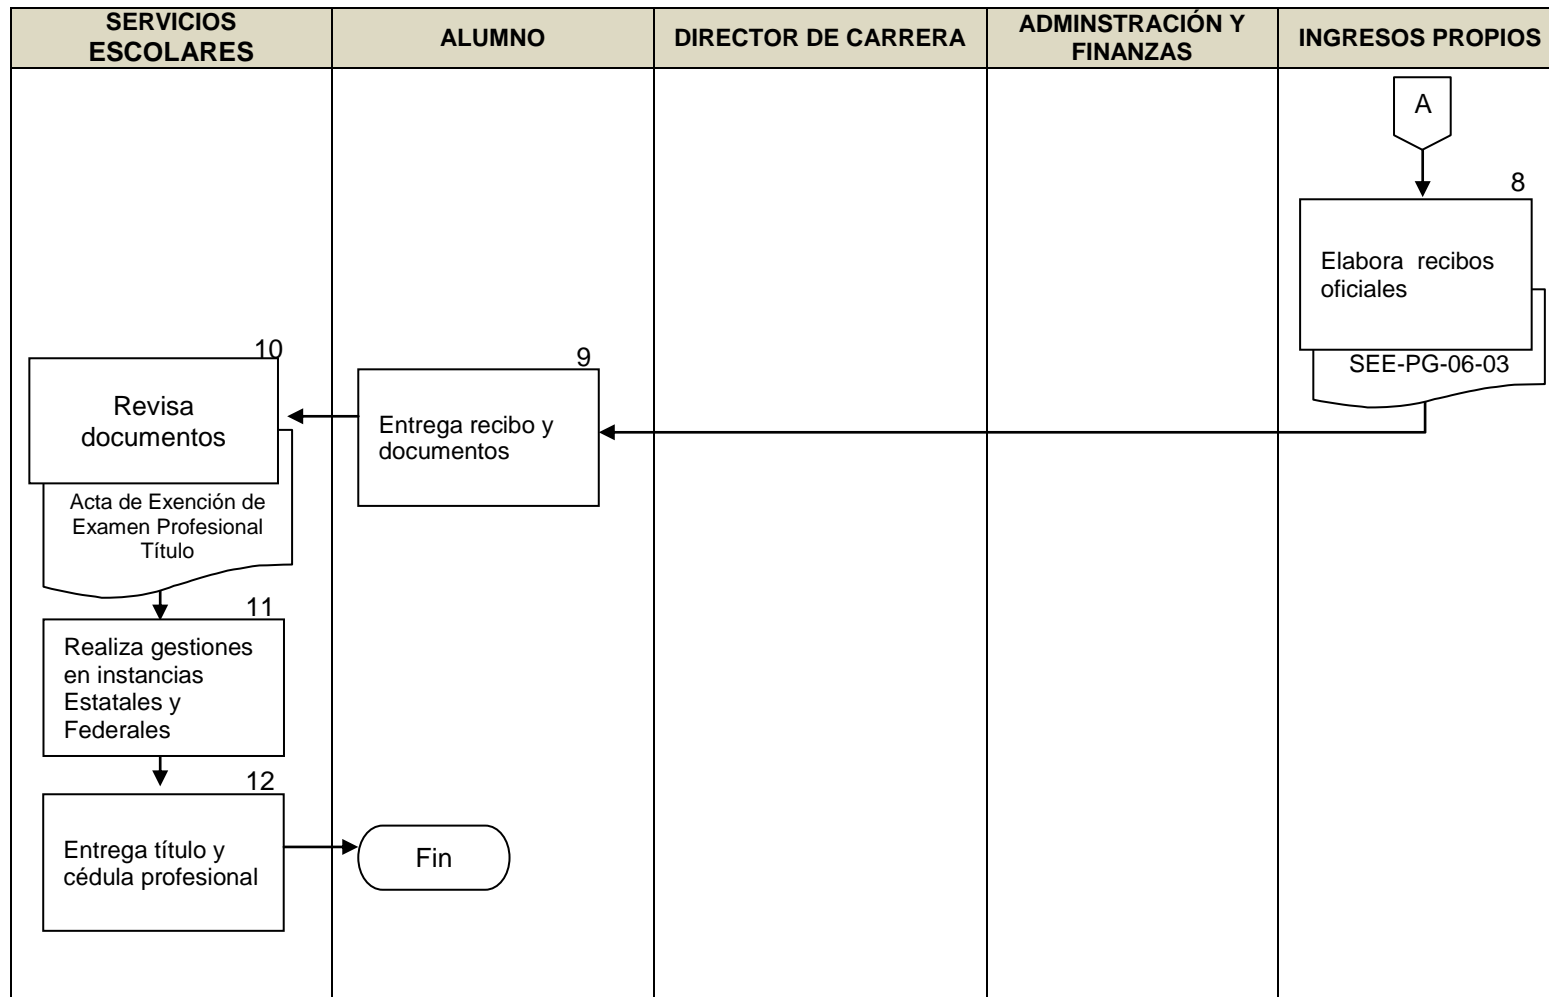 SERVICIOS
ESCOLARES
ALUMNO
DIRECTOR DE CARRERA
ADMINSTRACIÓN Y
FINANZAS
INGRESOS PROPIOS
A
8
Elabora recibos
oficiales
SEE-PG-06-03
9
Entrega recibo y
documentos
10
Revisa
documentos
Acta de Exención de
Examen Profesional
Título
11
Realiza gestiones
en instancias
Estatales y
Federales
12
Entrega título y
cédula profesional
Fin